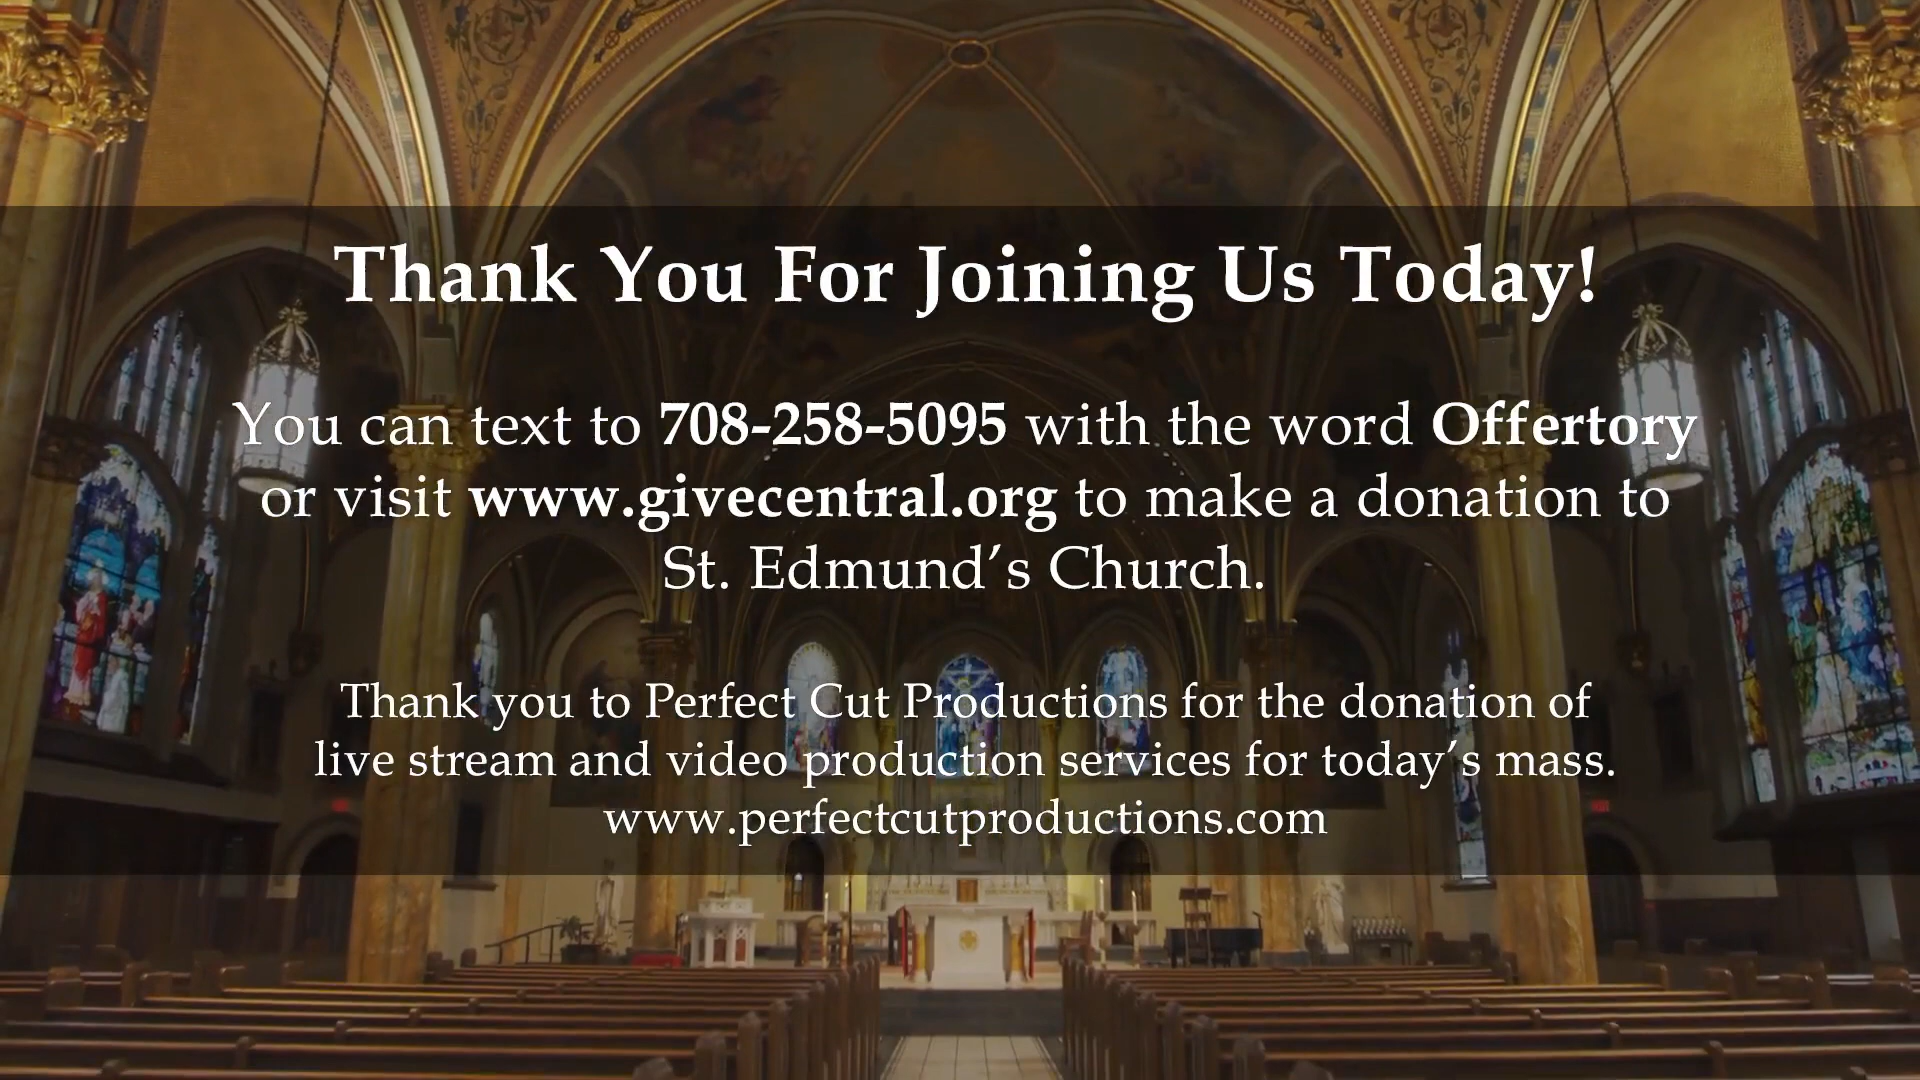 Thank You For Joining Us Today!
You can text to 708-258-5095 with the word Offertory
or visit www.givecentral.org to make a donation to
St. Edmund’s Church.
Thank you to Perfect Cut Productions for the donation of
live stream and video production services for today’s mass.
www.perfectcutproductions.com